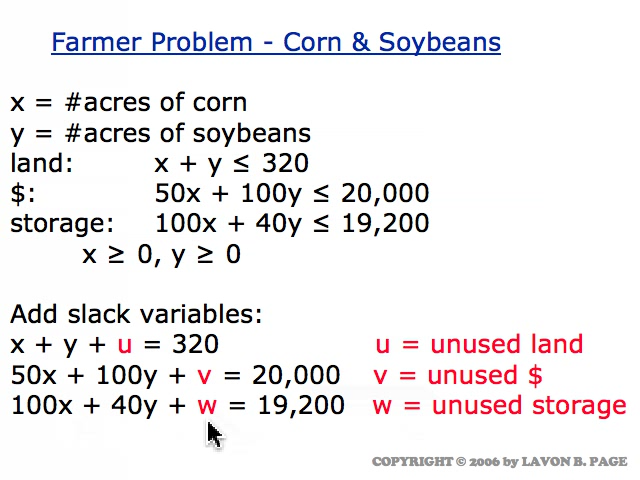 Farmer Problem - Corn & Soybeans
x = #acres of corn
y = #acres of soybeans
land: x + y ≤ 320
$: 50x + 100y ≤ 20,000
storage: 100x + 40y ≤ 19,200
x ≥ 0, y ≥ 0
Add slack variables:
x + y + u = 320 u = unused land
50x + 100y + v = 20,000 v = unused $
100x + 40y + w = 19,200 w = unused storage
COPYRIGHT © 2006 by LAVON B. PAGE